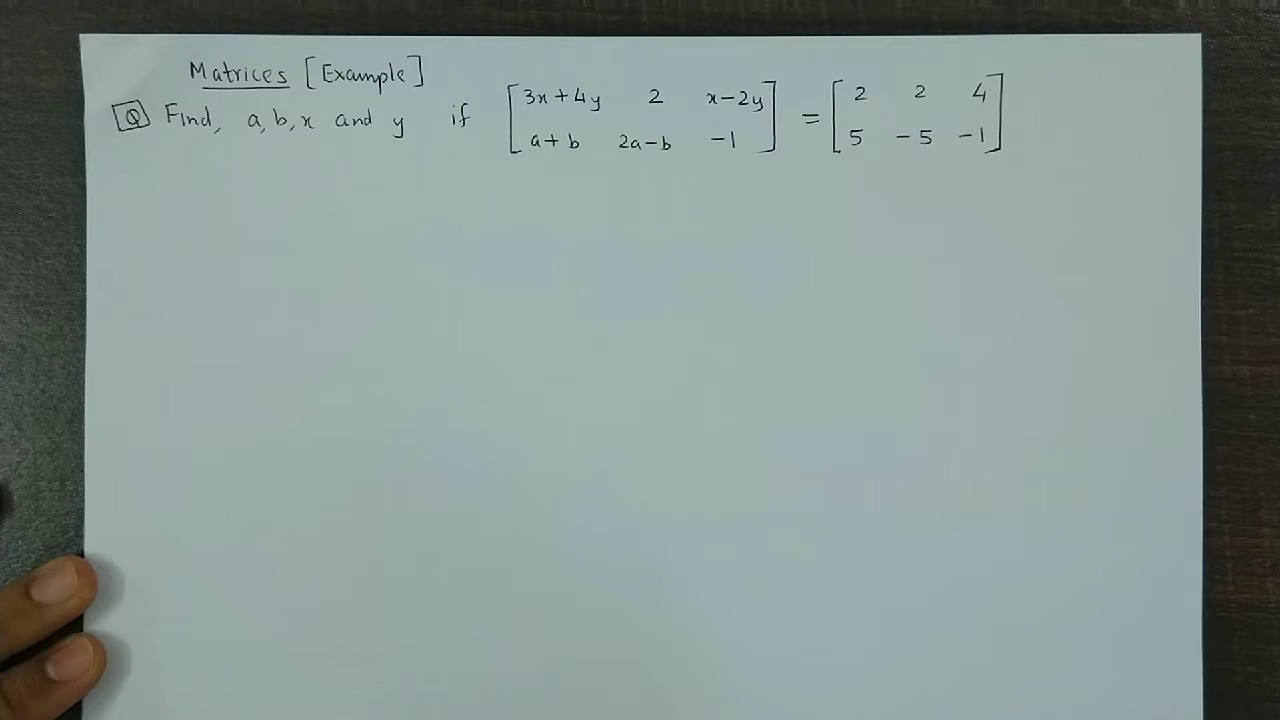 Matrices [Example]
Q Find, a, b, x and y if [3x+4y 2 x-2y] = [2 2 4]
[a+b 2a-b -1] [5 -5 -1]